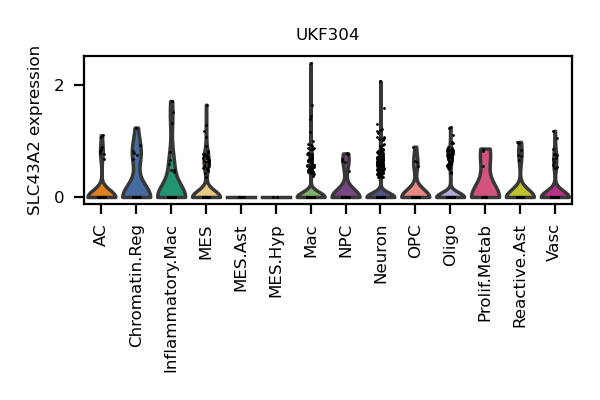 UKF304
SLC43A2 expression
2
0
AC
Chromatin.Reg
Inflammatory.Mac
MES
MES.Ast
MES.Hyp
Mac
NPC
Neuron
OPC
Oligo
Prolif.Metab
Reactive.Ast
Vasc